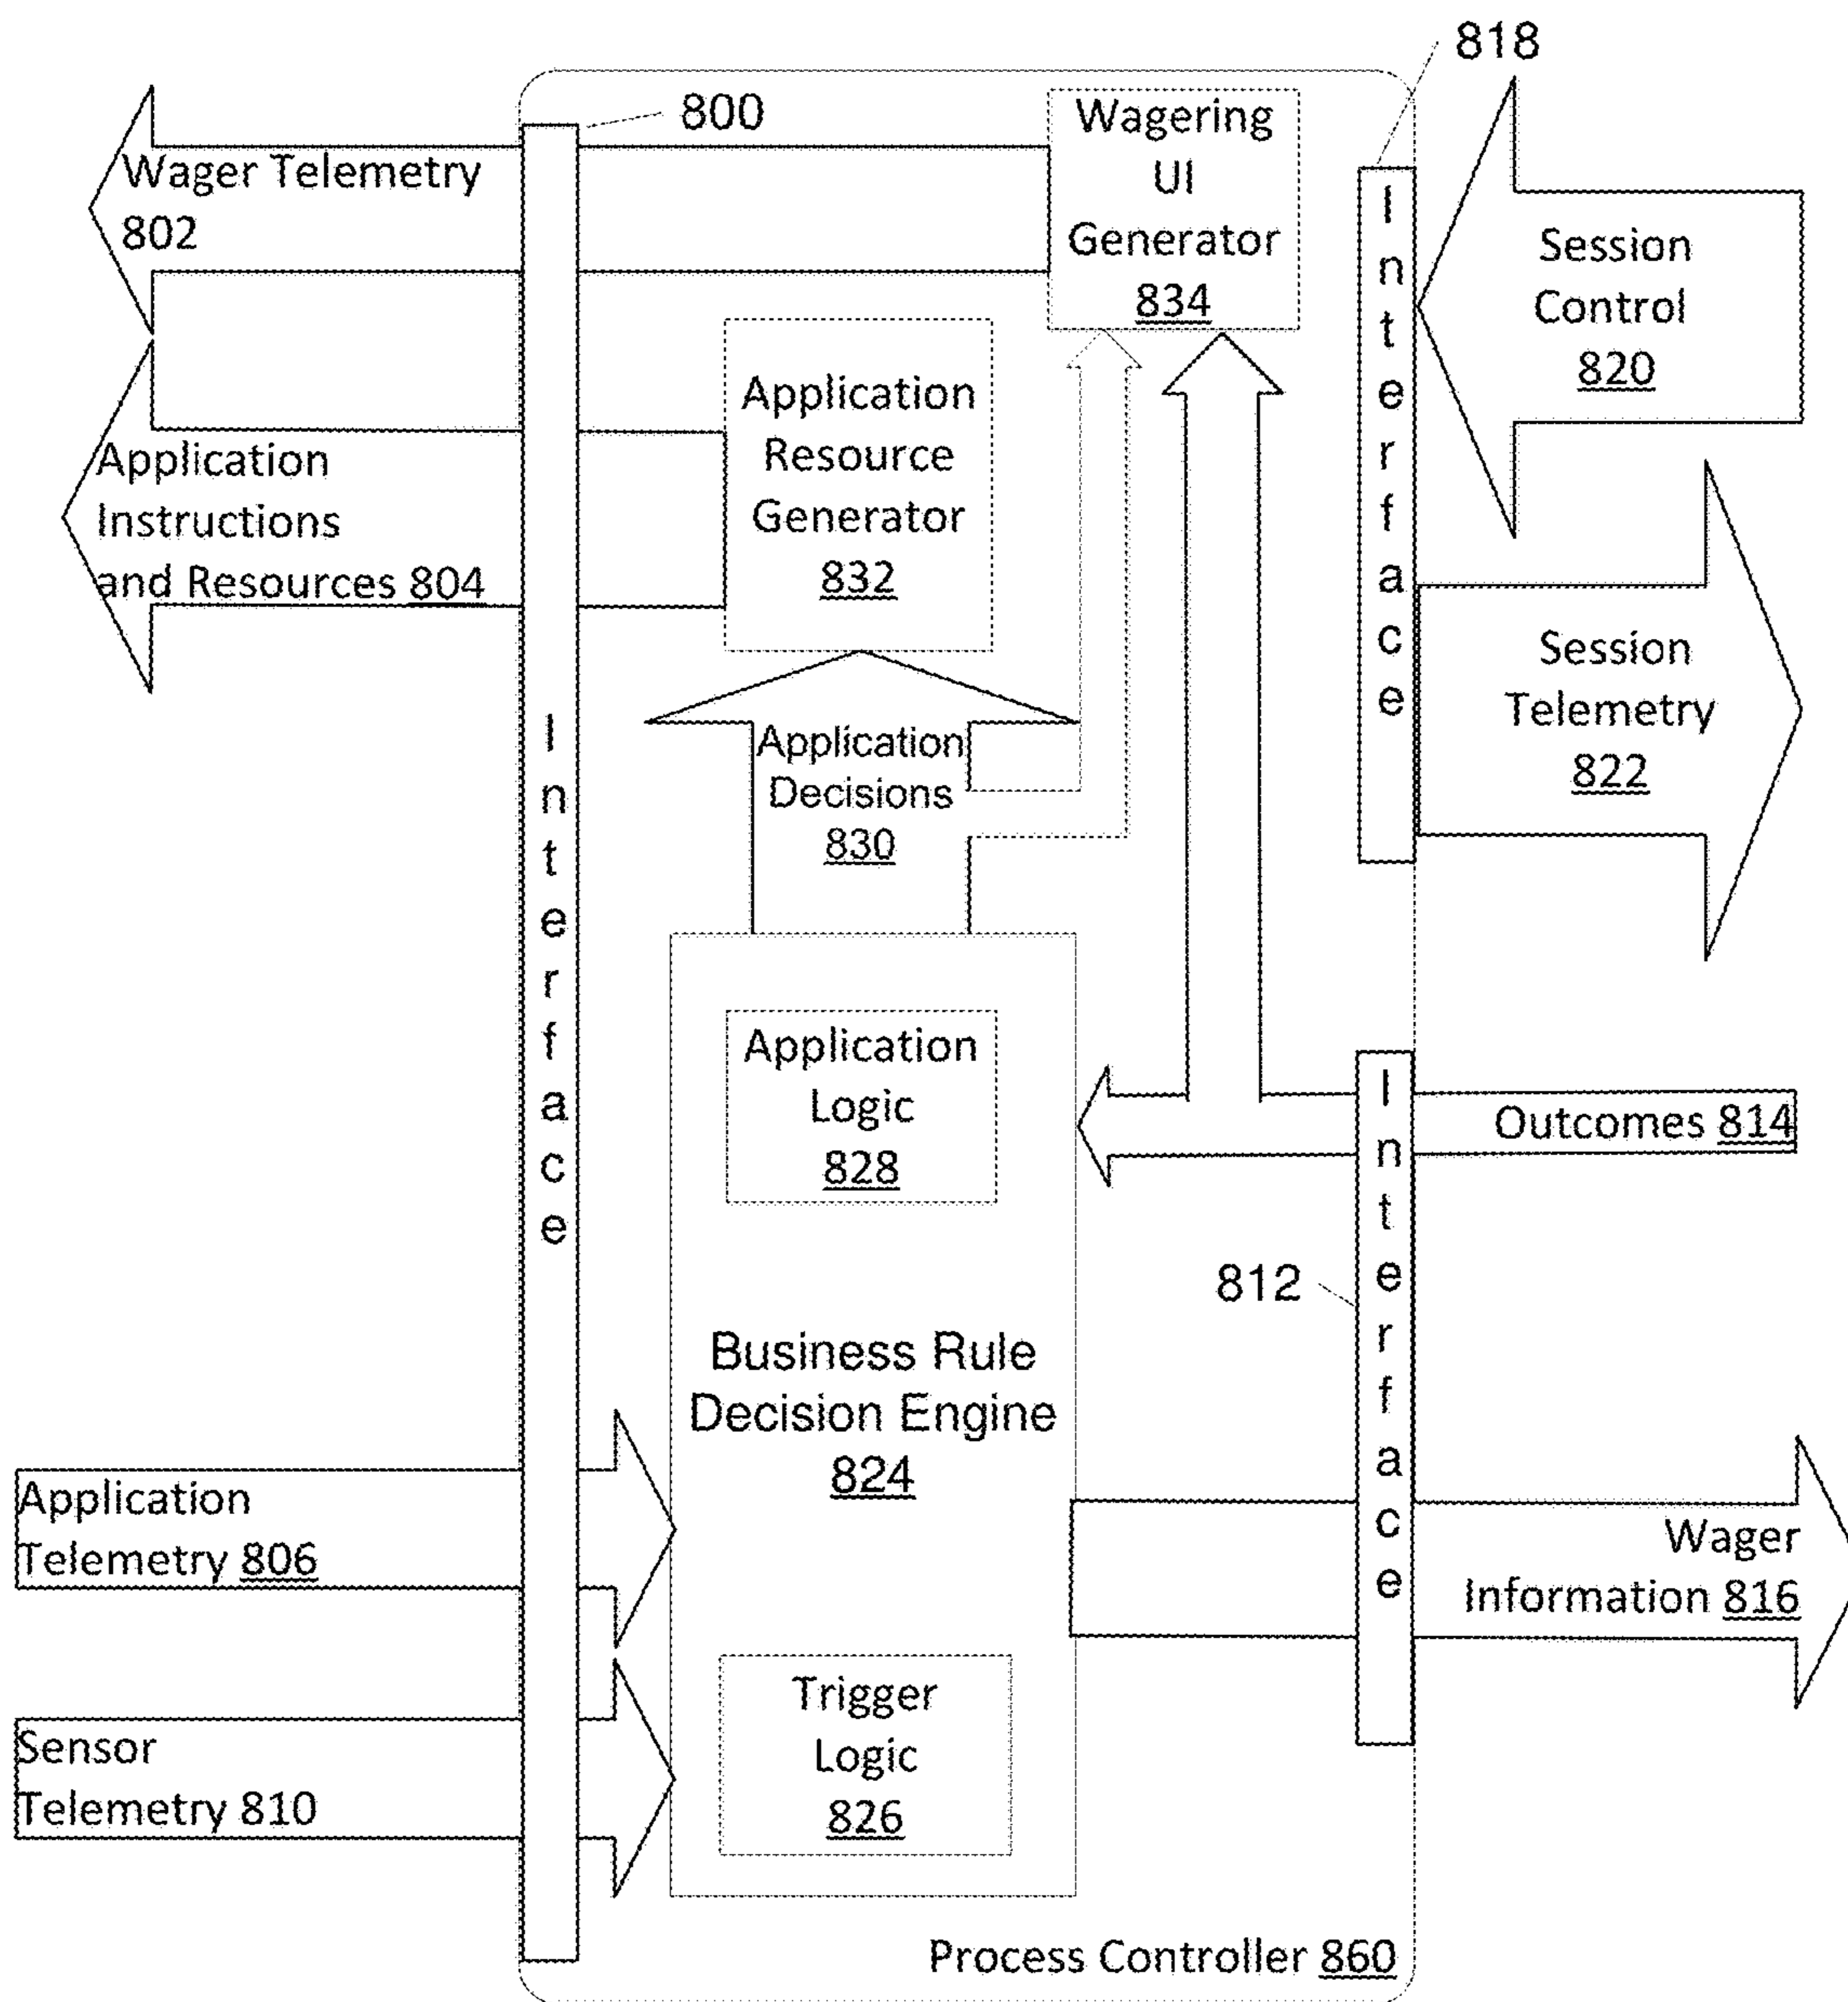 818
800
Wagering
UI
Generator
834
Wager Telemetry
802
Interface
Session
Control
820
Application
Resource
Generator
832
Application
Instructions
and Resources 804
Session
Telemetry
822
Interface
Application
Decisions
830
Application
Logic
828
Outcomes 814
Interface
812
Business Rule
Decision Engine
824
Application
Telemetry 806
Wager
Information 816
Trigger
Logic
826
Sensor
Telemetry 810
Process Controller 860